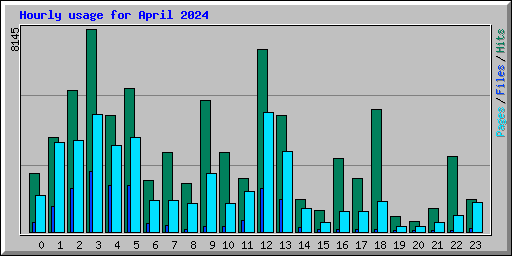 Hourly usage for April 2024
8145
Pages / Files / Hits
0 1 2 3 4 5 6 7 8 9 10 11 12 13 14 15 16 17 18 19 20 21 22 23